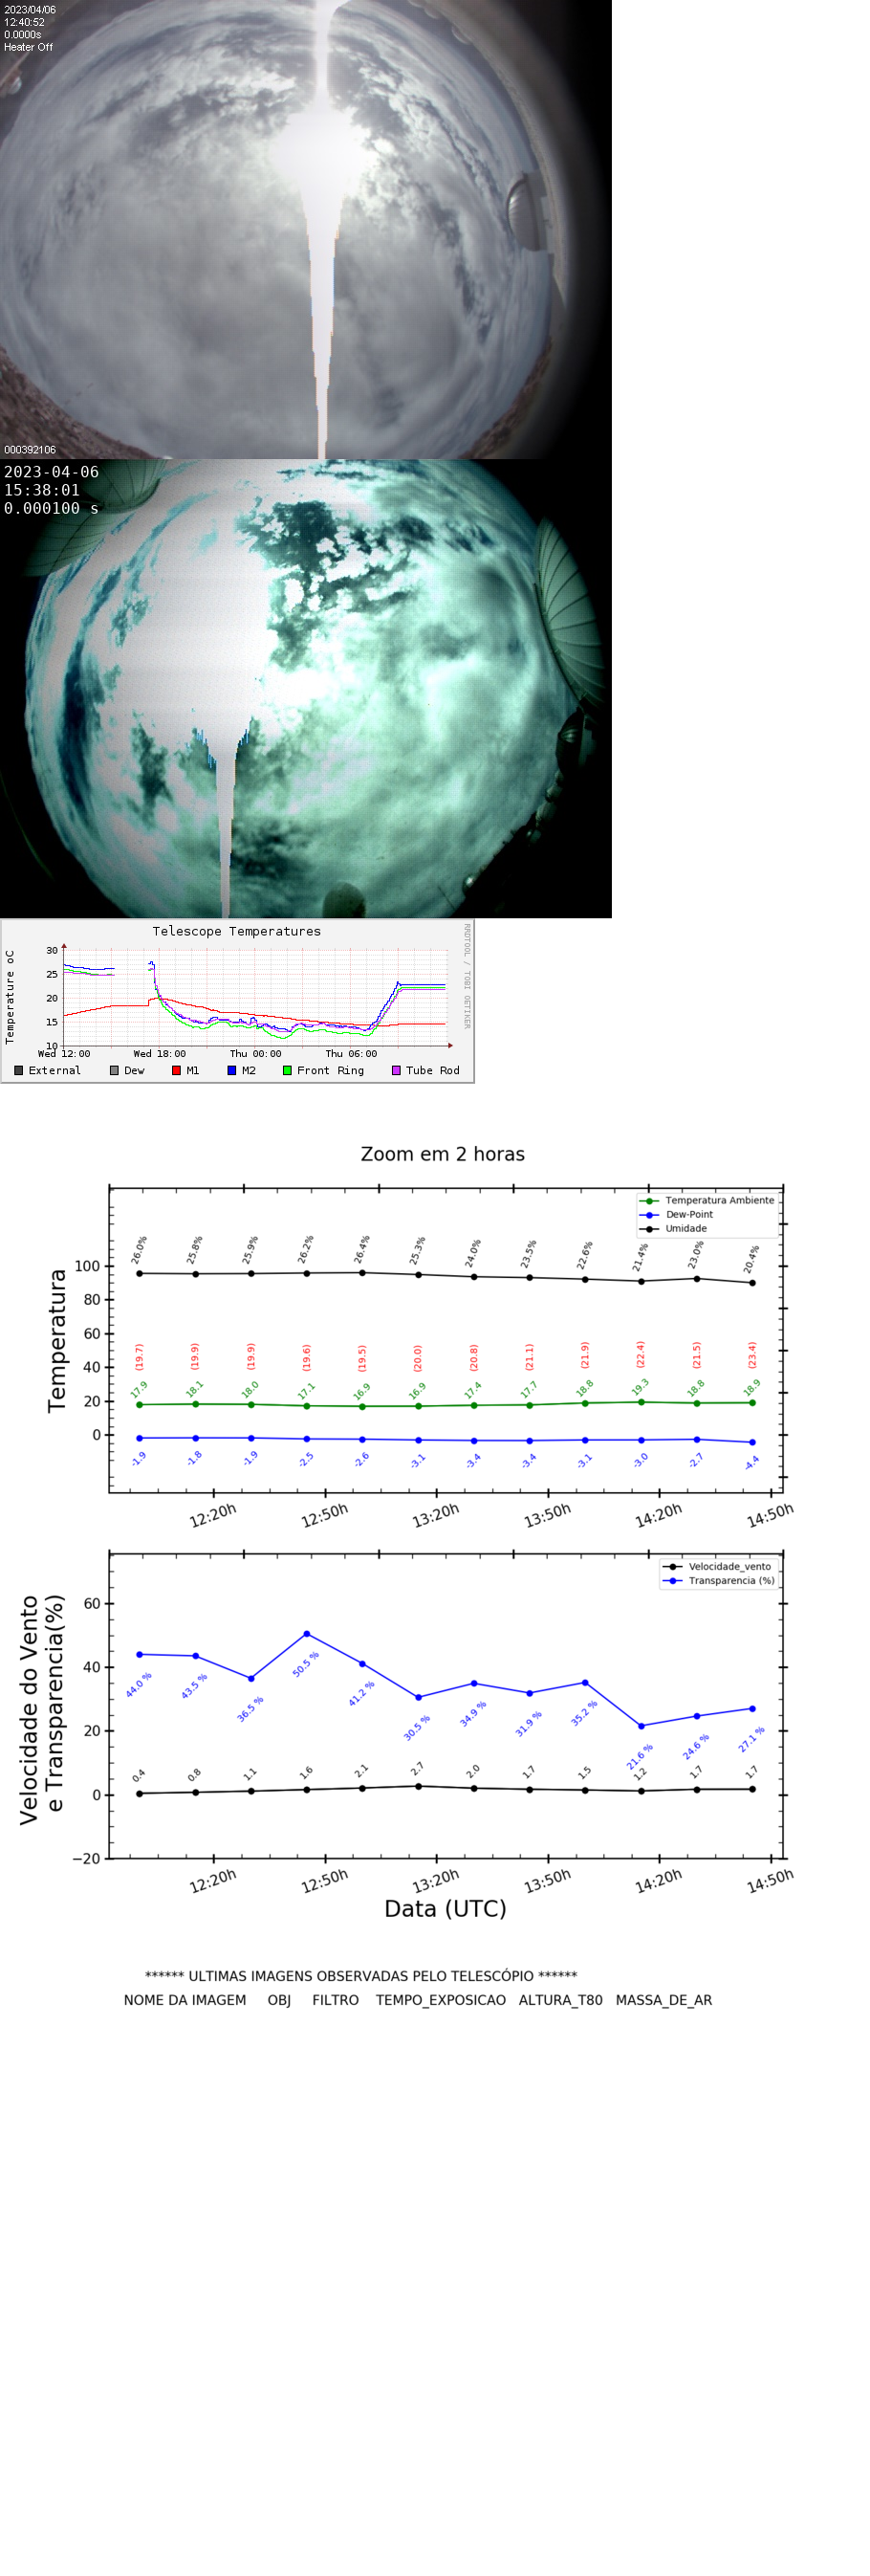 2023/04/06
12:40:52
0.0000s
Heater Off
000392106
2023-04-06
15:38:01
0.000100 s
Telescope Temperatures
RRDTOOL / TOBI OETIKER
Temperature oC
30
25
20
15
10
Wed 12:00 Wed 18:00 Thu 00:00 Thu 06:00
External Dew M1 M2 Front Ring Tube Rod
Zoom em 2 horas
Temperatura Ambiente
Dew-Point
Umidade
Temperatura
100
80
60
40
20
0
26.0% 25.8% 25.9% 26.2% 26.4% 25.3% 24.0% 23.5% 22.6% 21.4% 23.0% 20.4%
(19.7) (19.9) (19.9) (19.6) (19.5) (20.0) (20.8) (21.1) (21.9) (22.4) (21.5) (23.4)
17.9 18.1 18.0 17.1 16.9 16.9 17.4 17.7 18.8 19.3 18.8 18.9
-1.9 -1.8 -1.9 -2.5 -2.6 -3.1 -3.4 -3.4 -3.1 -3.0 -2.7 -4.4
12:20h 12:50h 13:20h 13:50h 14:20h 14:50h
Velocidade_vento
Transparencia (%)
Velocidade do Vento
e Transparencia(%)
60
40
20
0
−20
44.0 % 43.5 % 36.5 % 50.5 % 41.2 % 30.5 % 34.9 % 31.9 % 35.2 % 21.6 % 24.6 % 27.1 %
0.4 0.8 1.1 1.6 2.1 2.7 2.0 1.7 1.5 1.2 1.7 1.7
12:20h 12:50h 13:20h 13:50h 14:20h 14:50h
Data (UTC)
****** ULTIMAS IMAGENS OBSERVADAS PELO TELESCÓPIO ******
NOME DA IMAGEM OBJ FILTRO TEMPO_EXPOSICAO ALTURA_T80 MASSA_DE_AR